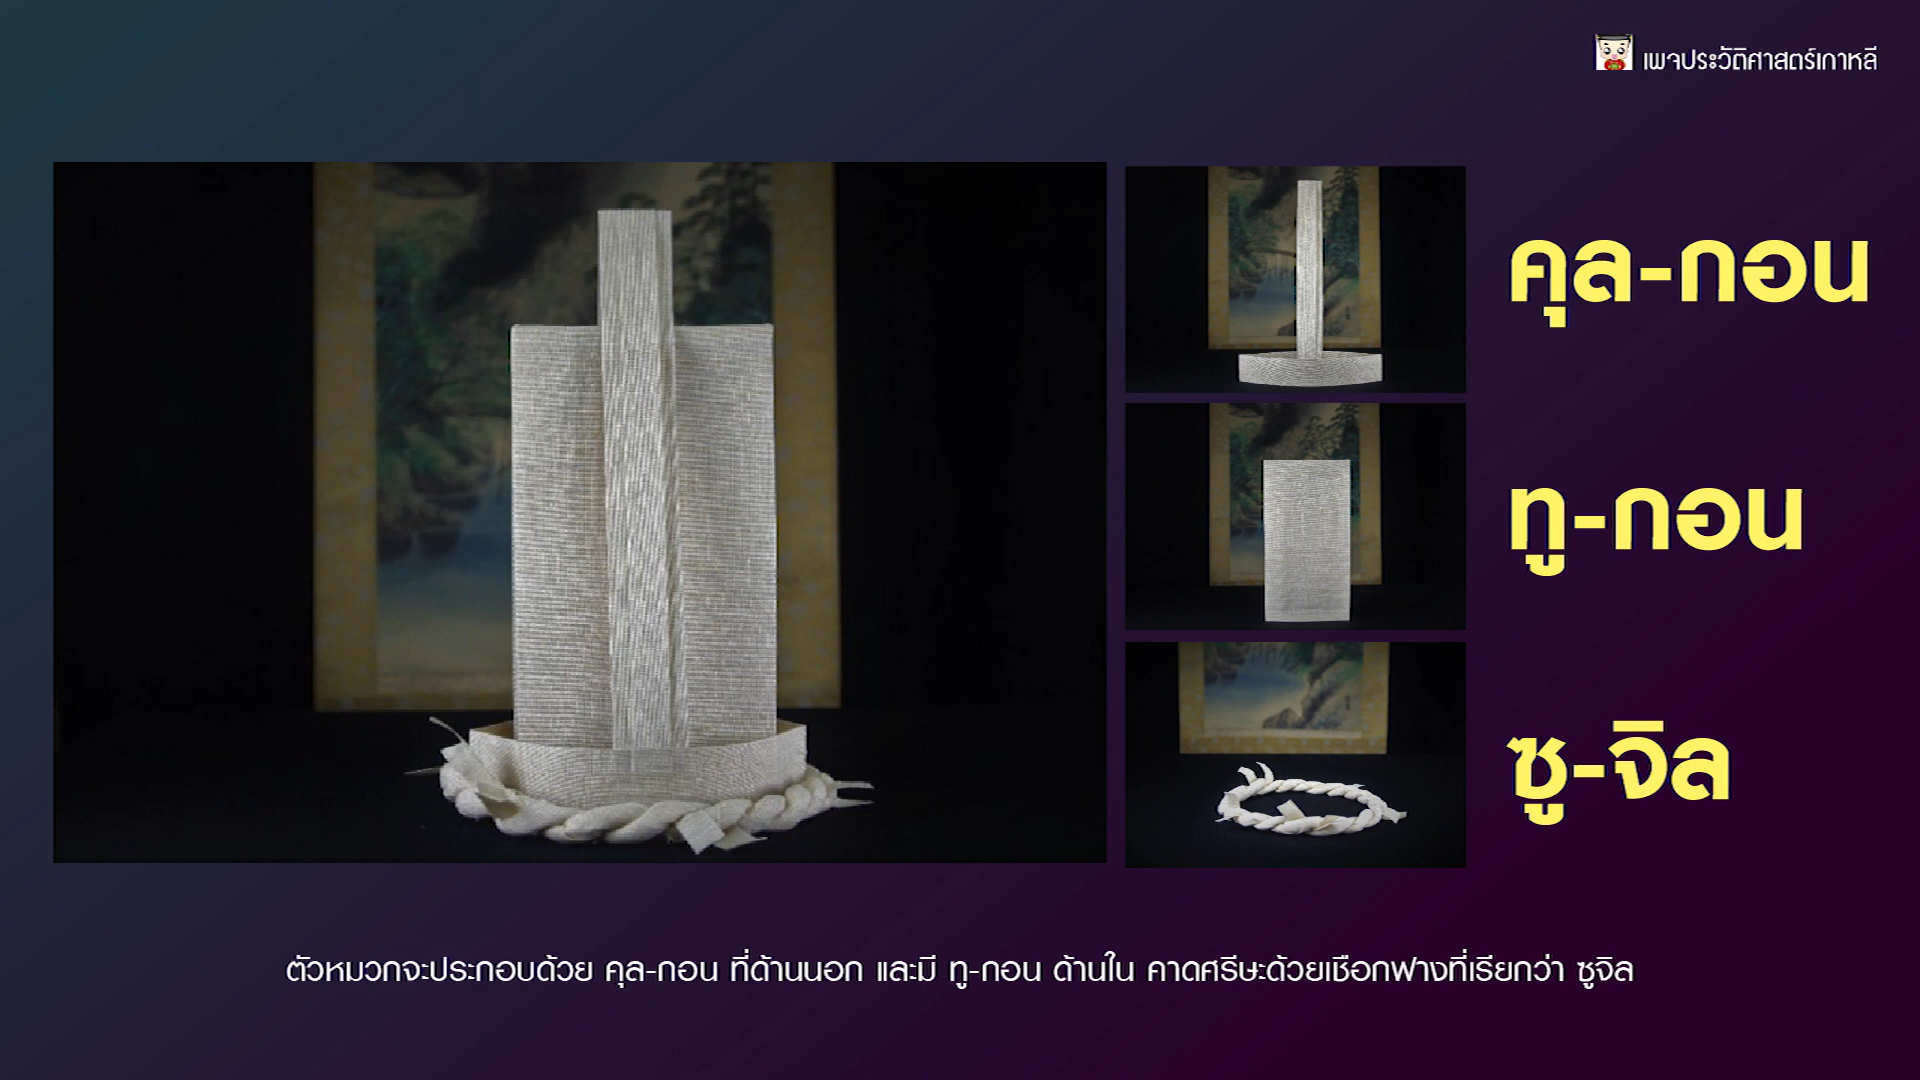 เพจประวัติศาสตร์เกาหลี
คุล-กอน
ทู-กอน
ซู-จิล
ตัวหมวกจะประกอบด้วย คุล-กอน ที่ด้านนอก และมี ทู-กอน ด้านใน คาดศรีษะด้วยเชือกฟางที่เรียกว่า ซูจิล